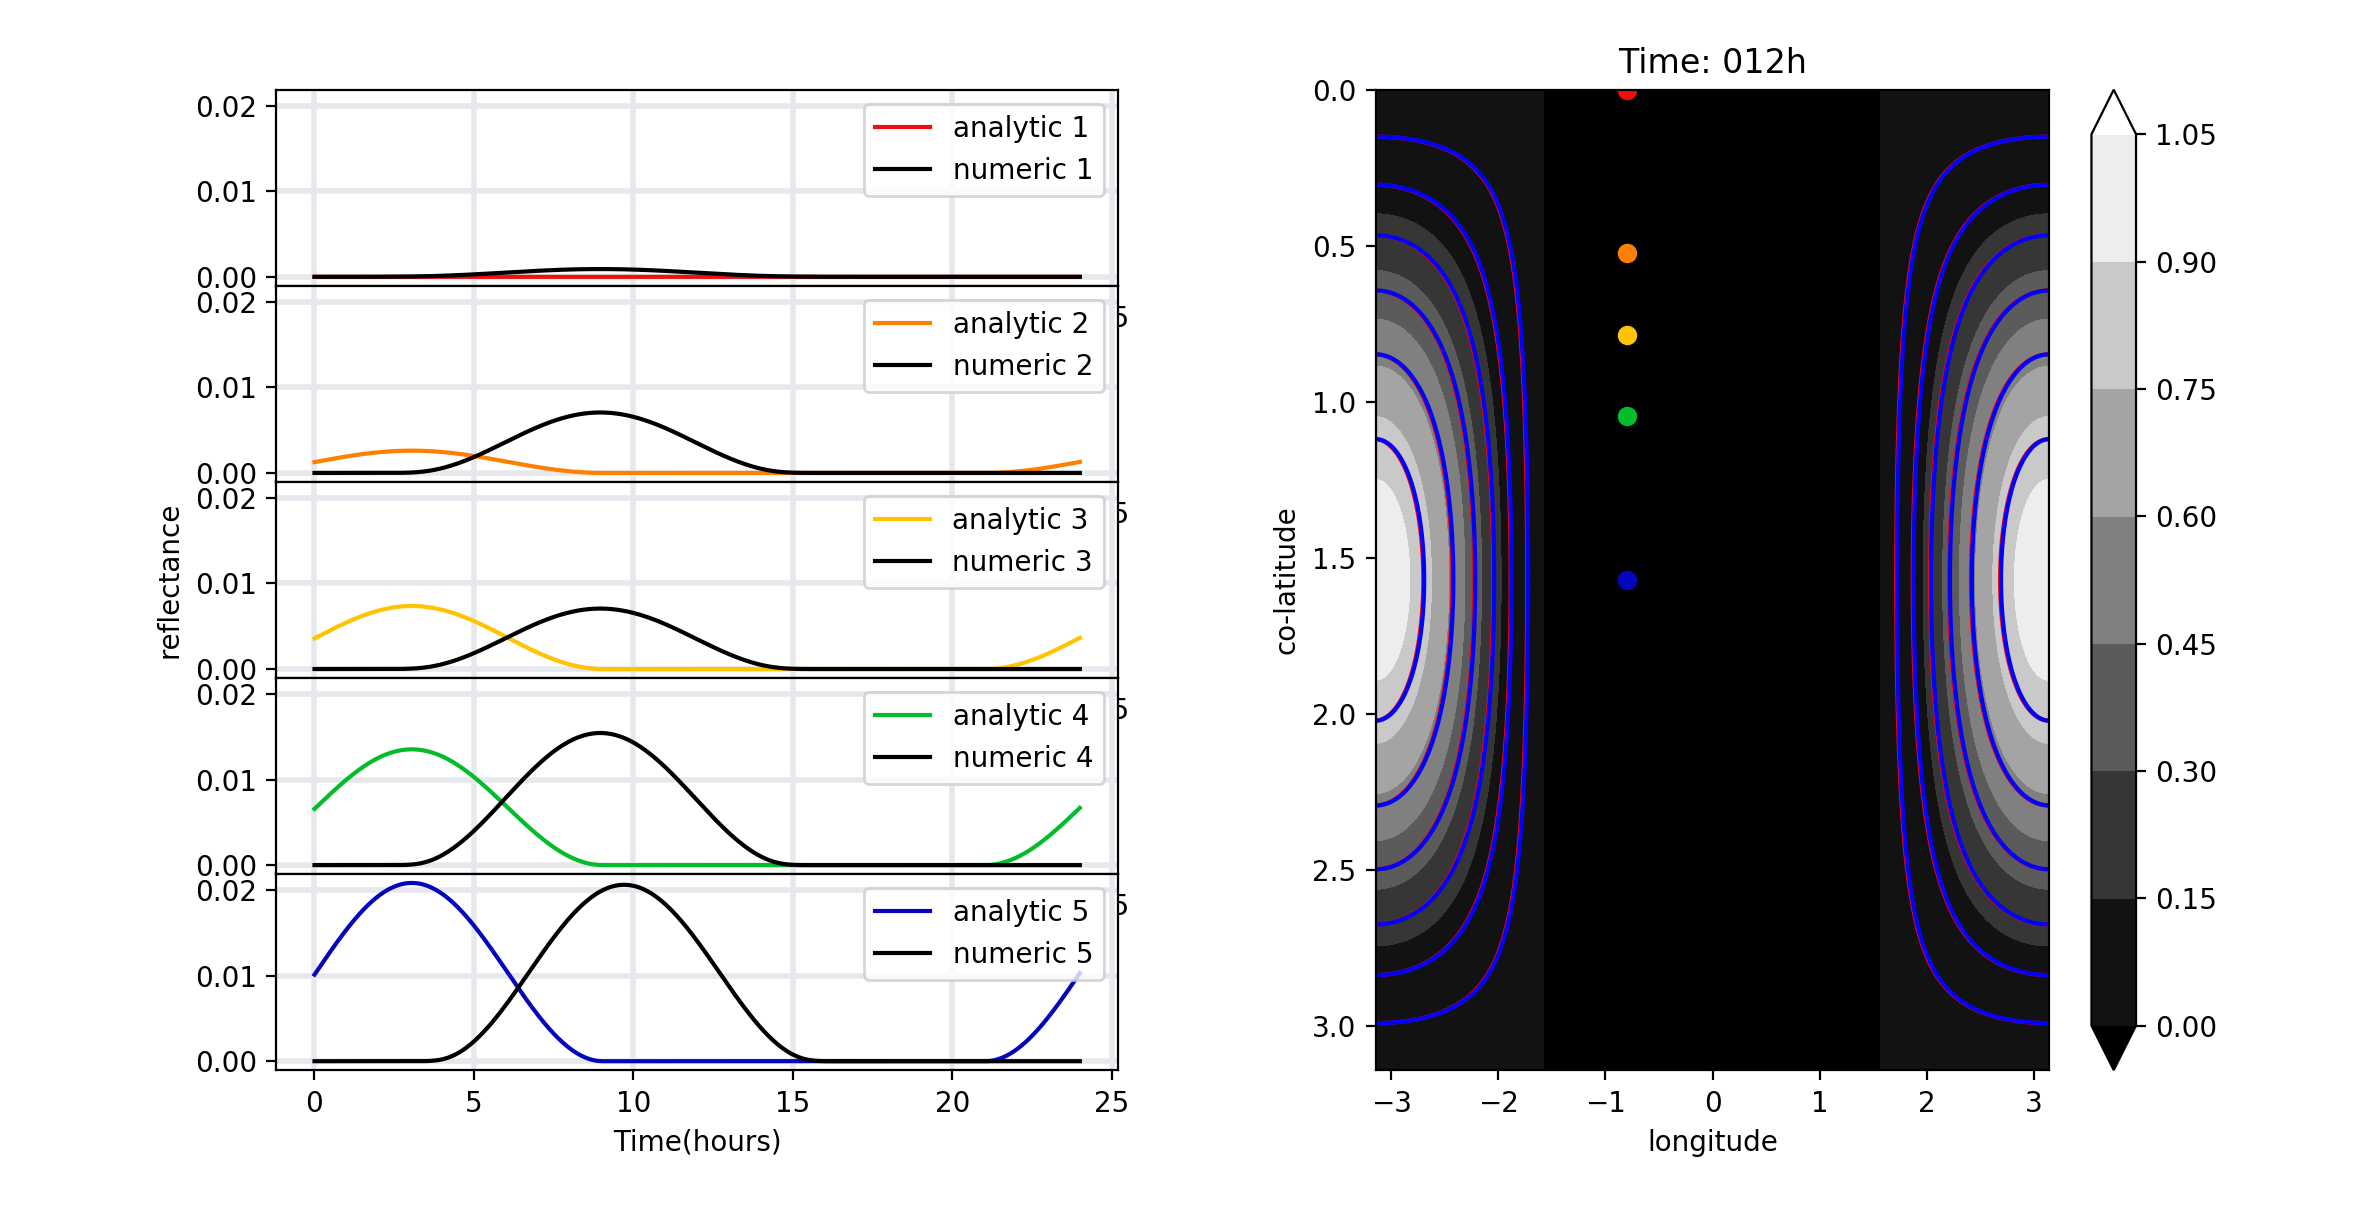 Time: 012h
0.02
0.01
0.00
analytic 1
numeric 1
0.02
0.01
0.00
analytic 2
numeric 2
5
0.02
0.01
0.00
analytic 3
numeric 3
5
0.02
0.01
0.00
analytic 4
numeric 4
5
0.02
0.01
0.00
analytic 5
numeric 5
5
reflectance
0 5 10 15 20 25
Time(hours)
0.0
0.5
1.0
1.5
2.0
2.5
3.0
co-latitude
−3 −2 −1 0 1 2 3
longitude
1.05
0.90
0.75
0.60
0.45
0.30
0.15
0.00